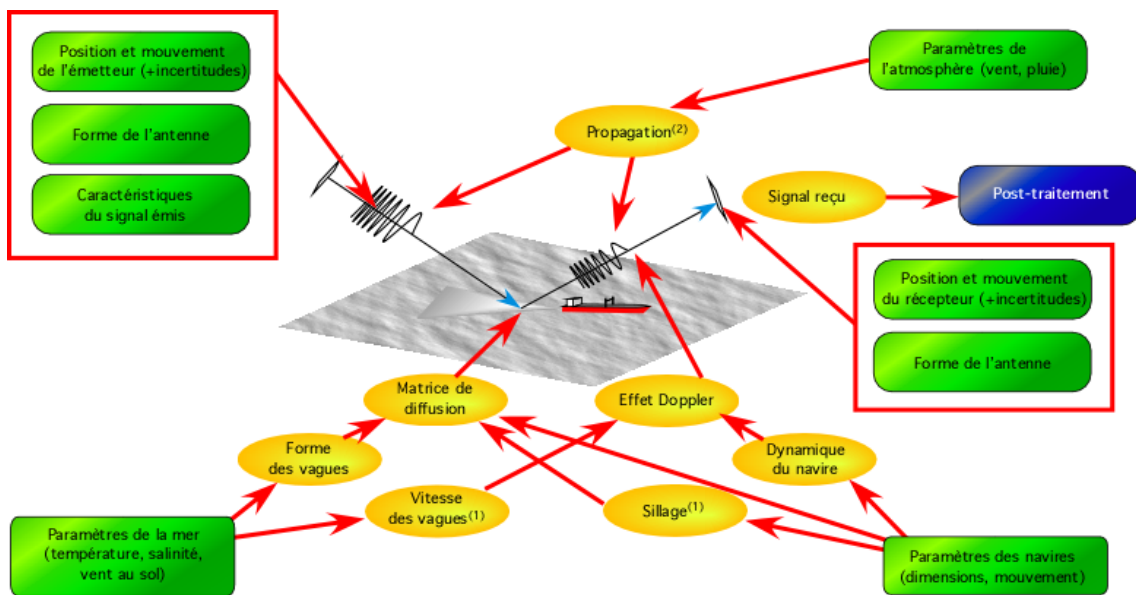 Position et mouvement
de l'émetteur (+incertitudes)
Forme de l'antenne
Caractéristiques
du signal émis
Paramètres de
l'atmosphère (vent, pluie)
Propagation(2)
Signal reçu
Post-traitement
Position et mouvement
du récepteur (+incertitudes)
Forme de l'antenne
Matrice de
diffusion
Effet Doppler
Forme
des vagues
Dynamique
du navire
Vitesse
des vagues(1)
Sillage(1)
Paramètres de la mer
(température, salinité,
vent au sol)
Paramètres des navires
(dimensions, mouvement)